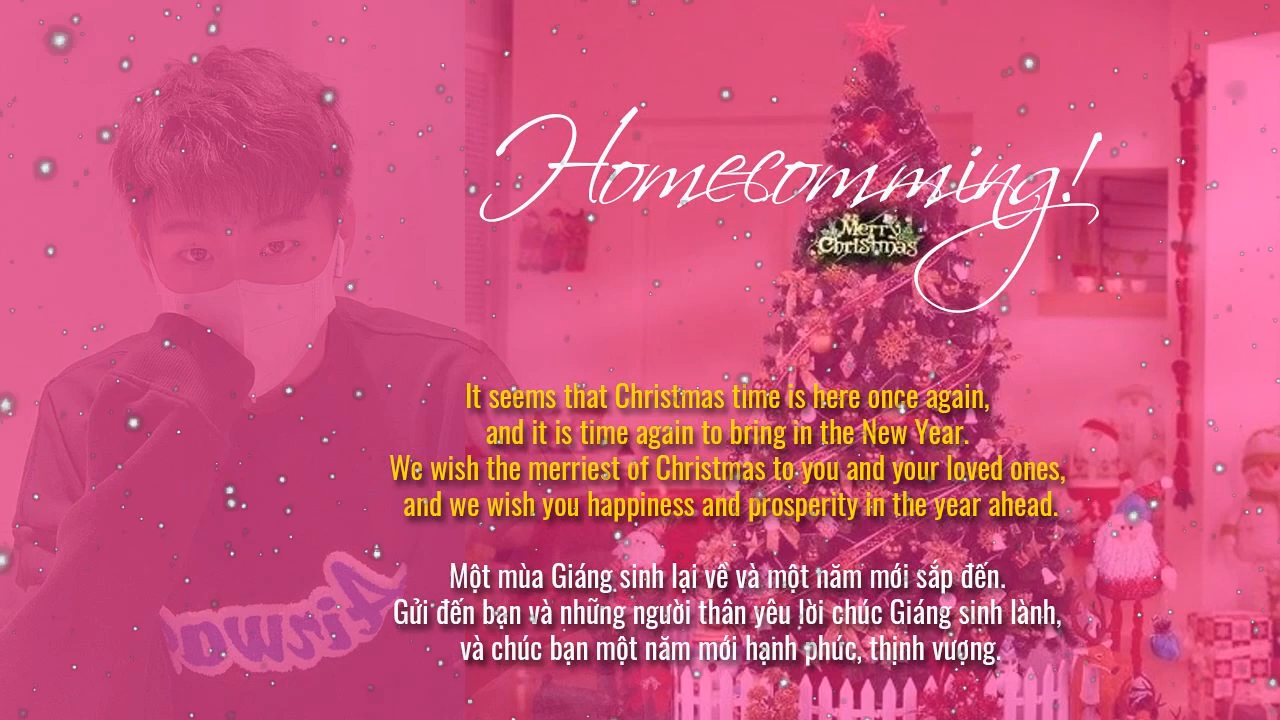 Homecomming!
Merry
Christmas
It seems that Christmas time is here once again,
and it is time again to bring in the New Year.
We wish the merriest of Christmas to you and your loved ones,
and we wish you happiness and prosperity in the year ahead.
Một mùa Giáng sinh lại về và một năm mới sắp đến.
Gửi đến bạn và những người thân yêu lời chúc Giáng sinh lành,
và chúc bạn một năm mới hạnh phúc, thịnh vượng.